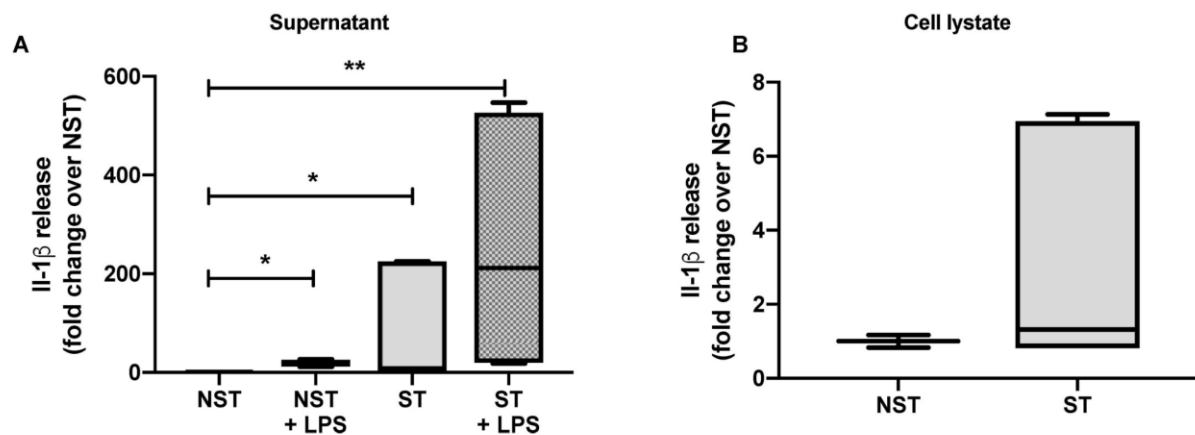 Supernatant
A
Il-1β release
(fold change over NST)
600
400
200
0
**
*
*
NST
NST
+ LPS
ST
ST
+ LPS
Cell lystate
B
Il-1β release
(fold change over NST)
8
6
4
2
0
NST
ST